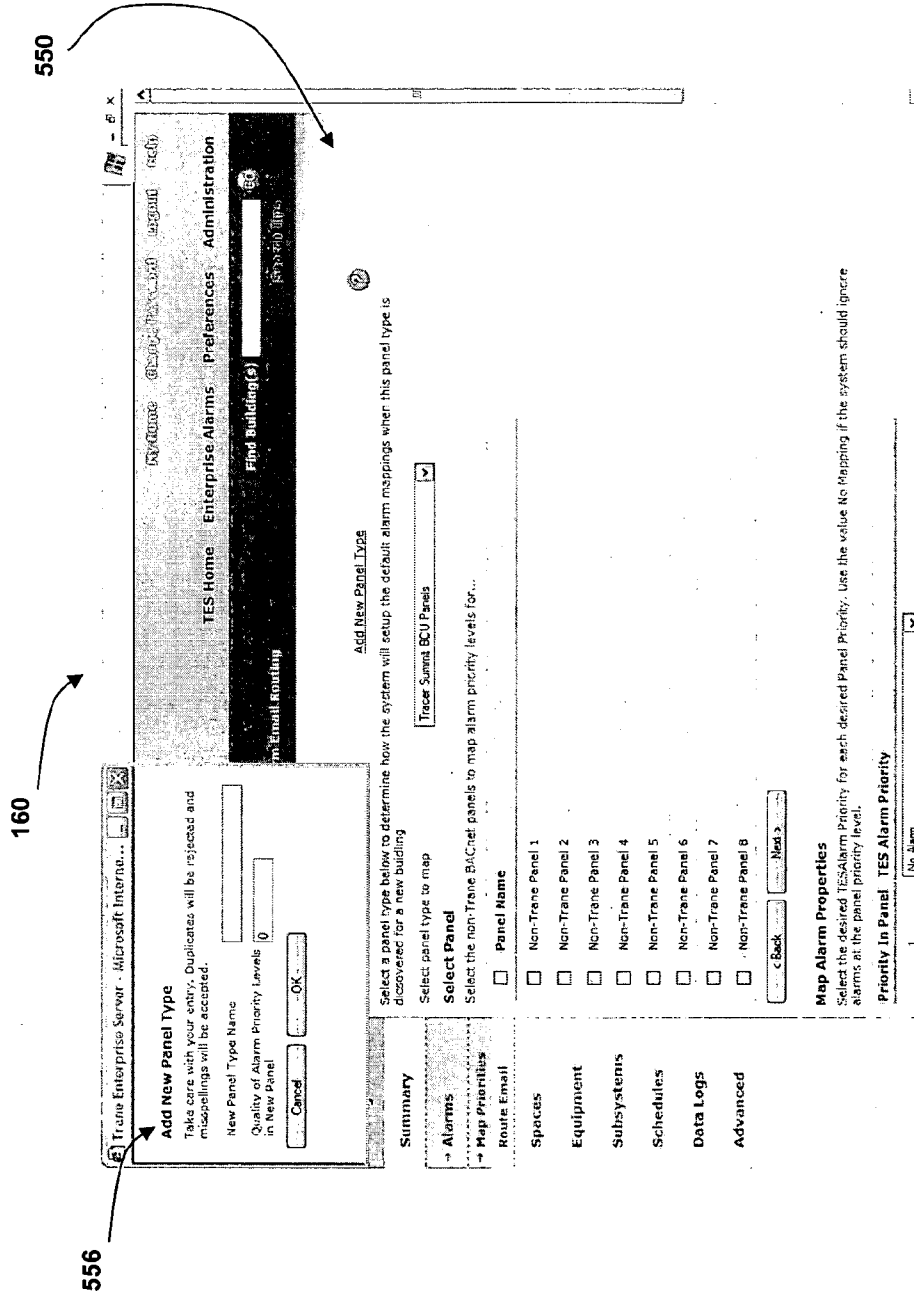 160
550
556
Trane Enterprise Server - Microsoft Interne...
Add New Panel Type
Take care with your entry. Duplicates will be rejected and
misspellings will be accepted.
New Panel Type Name
Quality of Alarm Priority Levels
in New Panel
0
Cancel
OK
My Home
Logout
Help
TES Home
Enterprise Alarms
Preferences
Administration
Find Building(s)
GO
Search Tips
Email Routing
Summary
→ Alarms
→ Map Priorities
Route Email
Spaces
Equipment
Subsystems
Schedules
Data Logs
Advanced
Add New Panel Type
?
Select a panel type below to determine how the system will setup the default alarm mappings when this panel type is
dicsovered for a new buidling
Select panel type to map
Tracer Summit BCU Panels
Select Panel
Select the non-Trane BACnet panels to map alarm priority levels for...
Panel Name
Non-Trane Panel 1
Non-Trane Panel 2
Non-Trane Panel 3
Non-Trane Panel 4
Non-Trane Panel 5
Non-Trane Panel 6
Non-Trane Panel 7
Non-Trane Panel 8
< Back
Next >
Map Alarm Properties
Select the desired TESAlarm Priority for each desired Panel Priority. Use the value No Mapping if the system should ignore
alarms at the panel priority level.
Priority In Panel
TES Alarm Priority
1
No Alarm